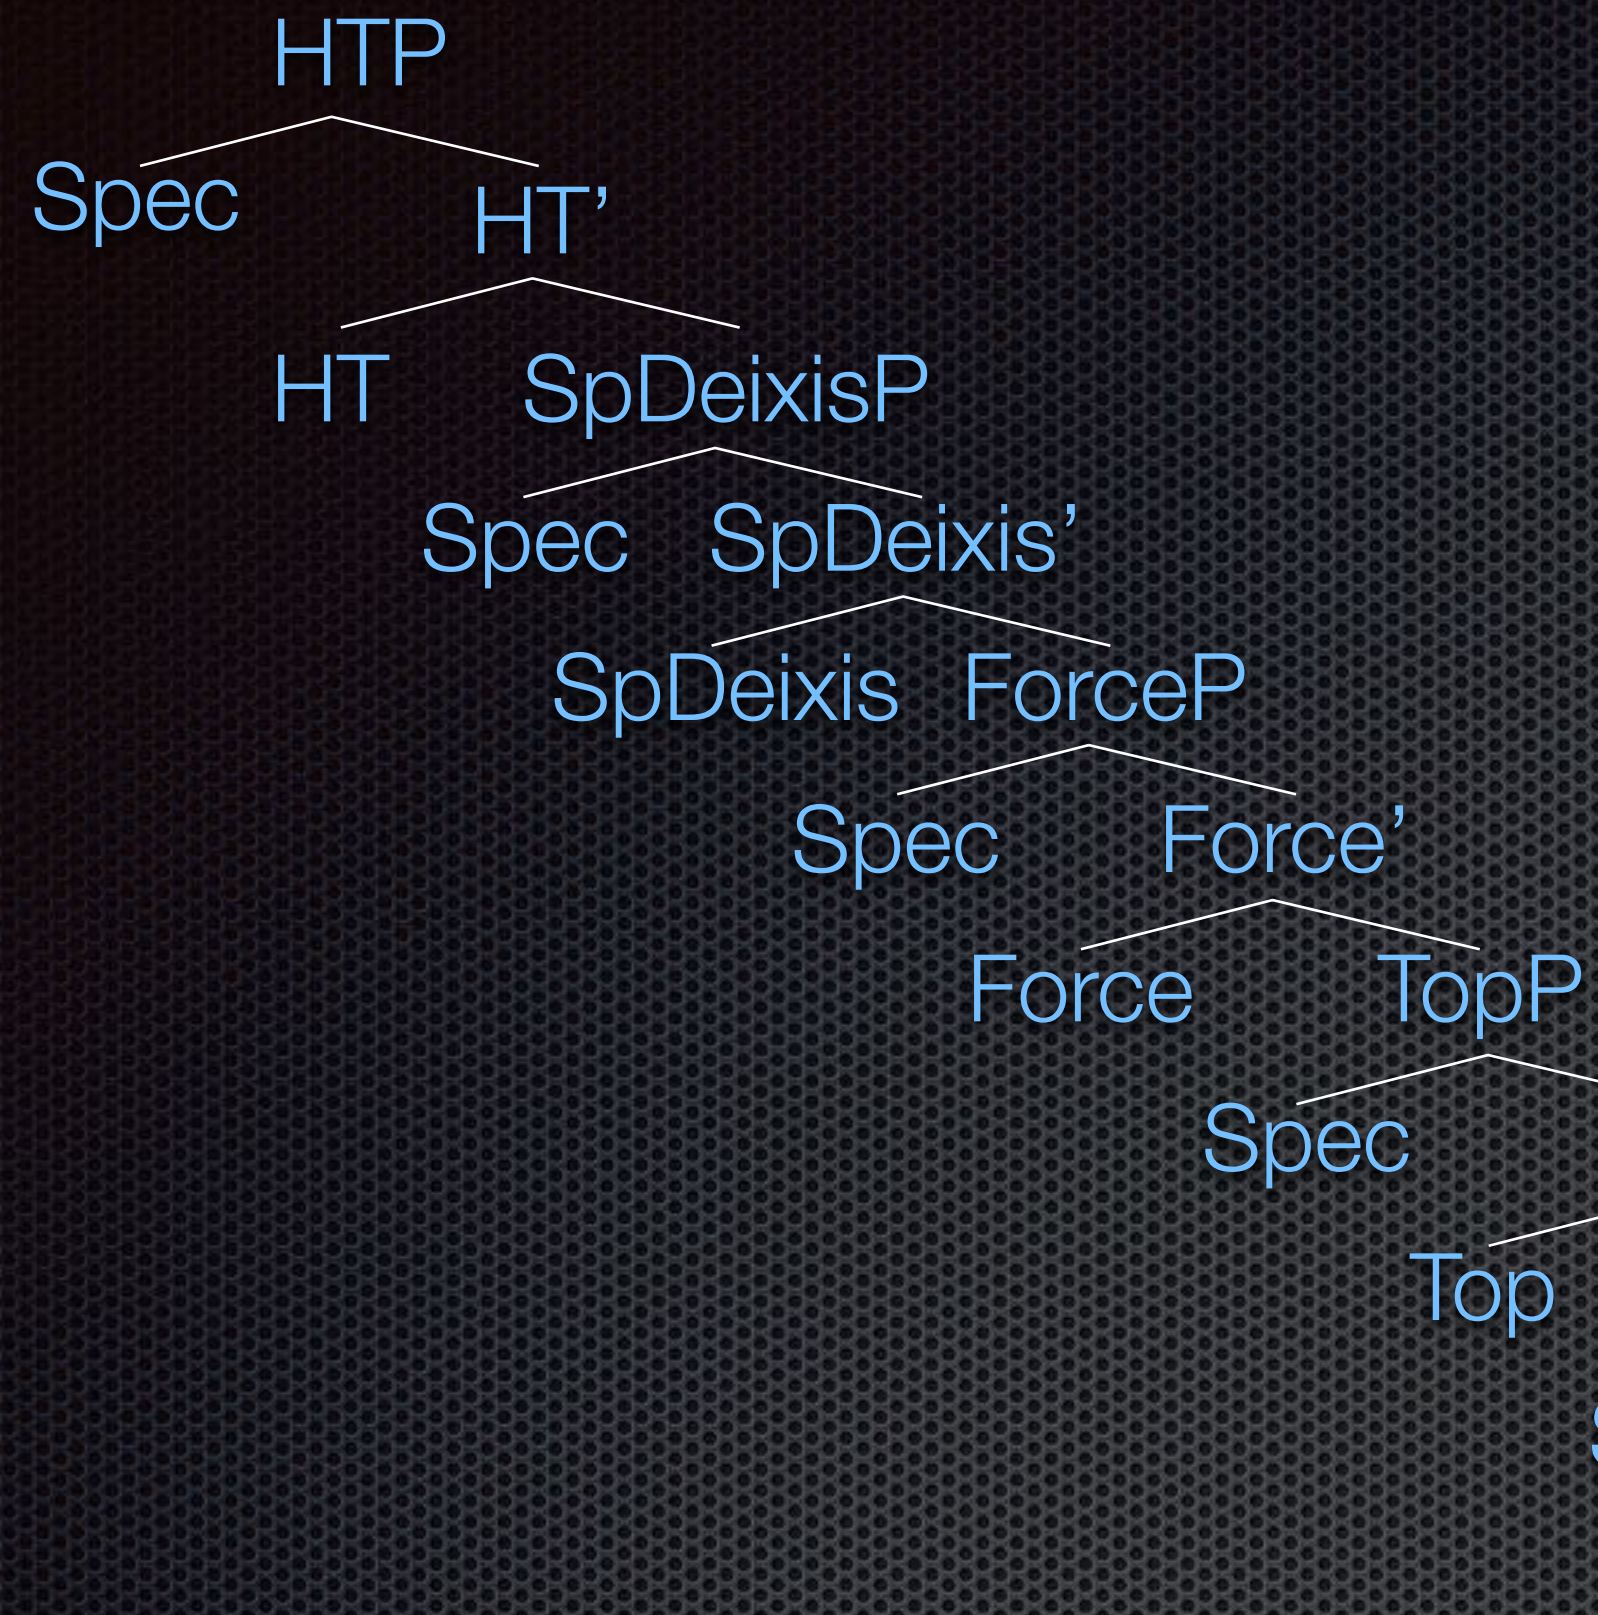 HTP
Spec HT’
HT SpDeixisP
Spec SpDeixis’
SpDeixis ForceP
Spec Force’
Force TopP
Spec
Top